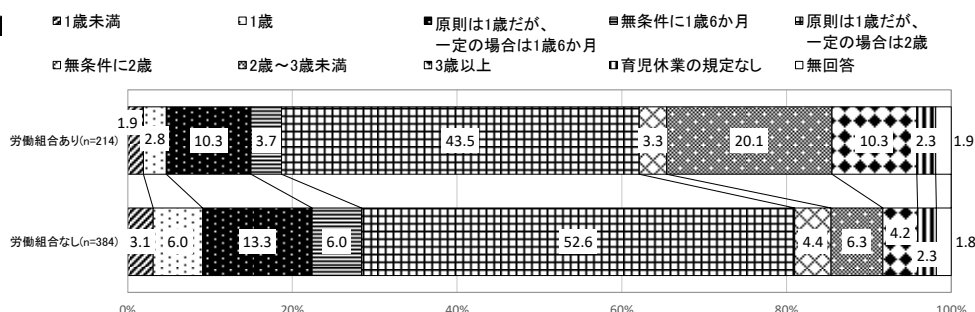 1歳未満
1歳
原則は1歳だが、
一定の場合は1歳6か月
無条件に1歳6か月
原則は1歳だが、
一定の場合は2歳
無条件に2歳
2歳～3歳未満
3歳以上
育児休業の規定なし
無回答
労働組合あり(n=214)
1.9
2.8
10.3
3.7
43.5
3.3
20.1
10.3
2.3
1.9
労働組合なし(n=384)
3.1
6.0
13.3
6.0
52.6
4.4
6.3
4.2
2.3
1.8
0%
20%
40%
60%
80%
100%